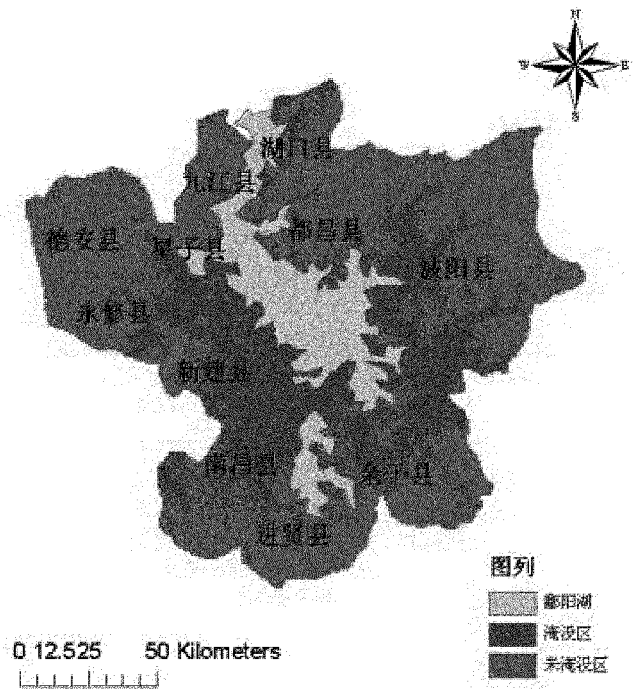 N
W E
S
湖口县
九江县
都昌县
德安县
星子县
波阳县
永修县
新建县
南昌县
余干县
进贤县
图列
鄱阳湖
淹没区
未淹没区
0 12.525 50 Kilometers